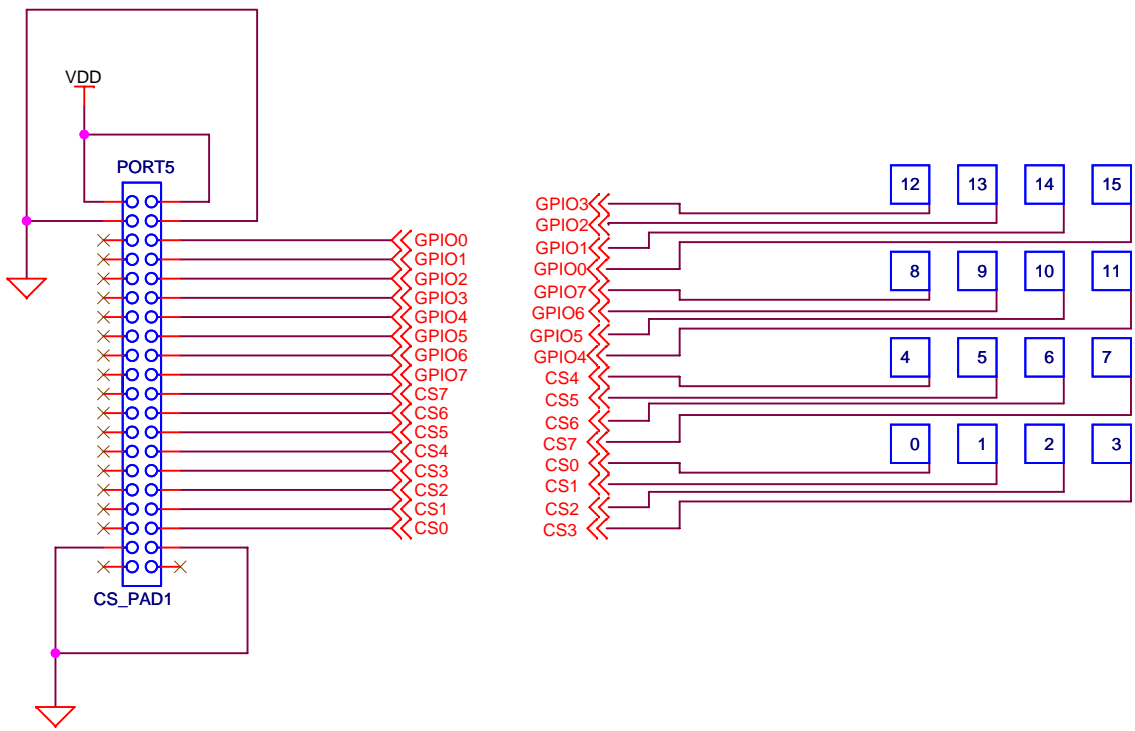 VDD
PORT5
GPIO0
GPIO1
GPIO2
GPIO3
GPIO4
GPIO5
GPIO6
GPIO7
CS7
CS6
CS5
CS4
CS3
CS2
CS1
CS0
CS_PAD1
GPIO3
GPIO2
GPIO1
GPIO0
GPIO7
GPIO6
GPIO5
GPIO4
CS4
CS5
CS6
CS7
CS0
CS1
CS2
CS3
12 13 14 15
8 9 10 11
4 5 6 7
0 1 2 3